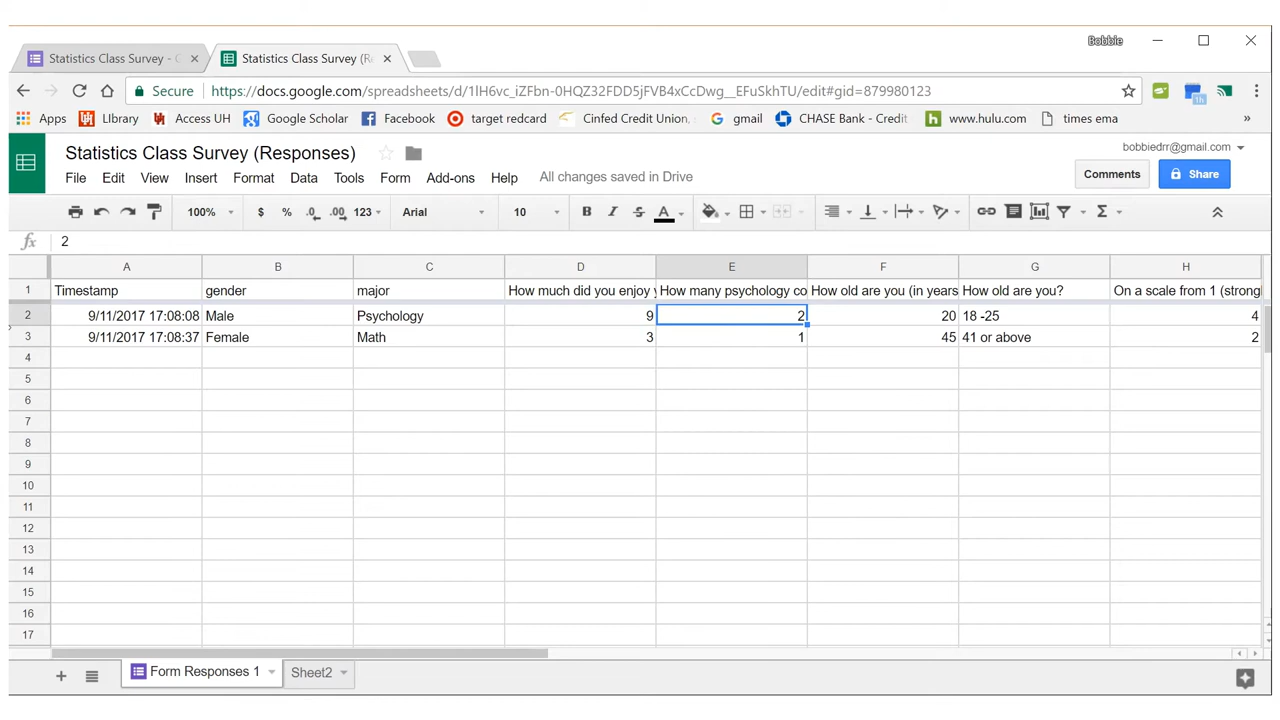 Bobbie
Statistics Class Survey - G
Statistics Class Survey (Re
Secure https://docs.google.com/spreadsheets/d/1IH6vc_iZFbn-0HQZ32FDD5jFVB4xCcDwg__EFuSkhTU/edit#gid=879980123
1h
Apps LIbrary Access UH Google Scholar Facebook target redcard Cinfed Credit Union, gmail CHASE Bank - Credit www.hulu.com times ema »
Statistics Class Survey (Responses)
bobbiedrr@gmail.com
File Edit View Insert Format Data Tools Form Add-ons Help All changes saved in Drive
Comments Share
100% $ % .0 .00 123 Arial 10 B I S A Σ
fx 2
A B C D E F G H
1 Timestamp gender major How much did you enjoy y How many psychology co How old are you (in years How old are you? On a scale from 1 (strongl
2 9/11/2017 17:08:08 Male Psychology 9 2 20 18 -25 4
3 9/11/2017 17:08:37 Female Math 3 1 45 41 or above 2
4
5
6
7
8
9
10
11
12
13
14
15
16
17
+ Form Responses 1 Sheet2